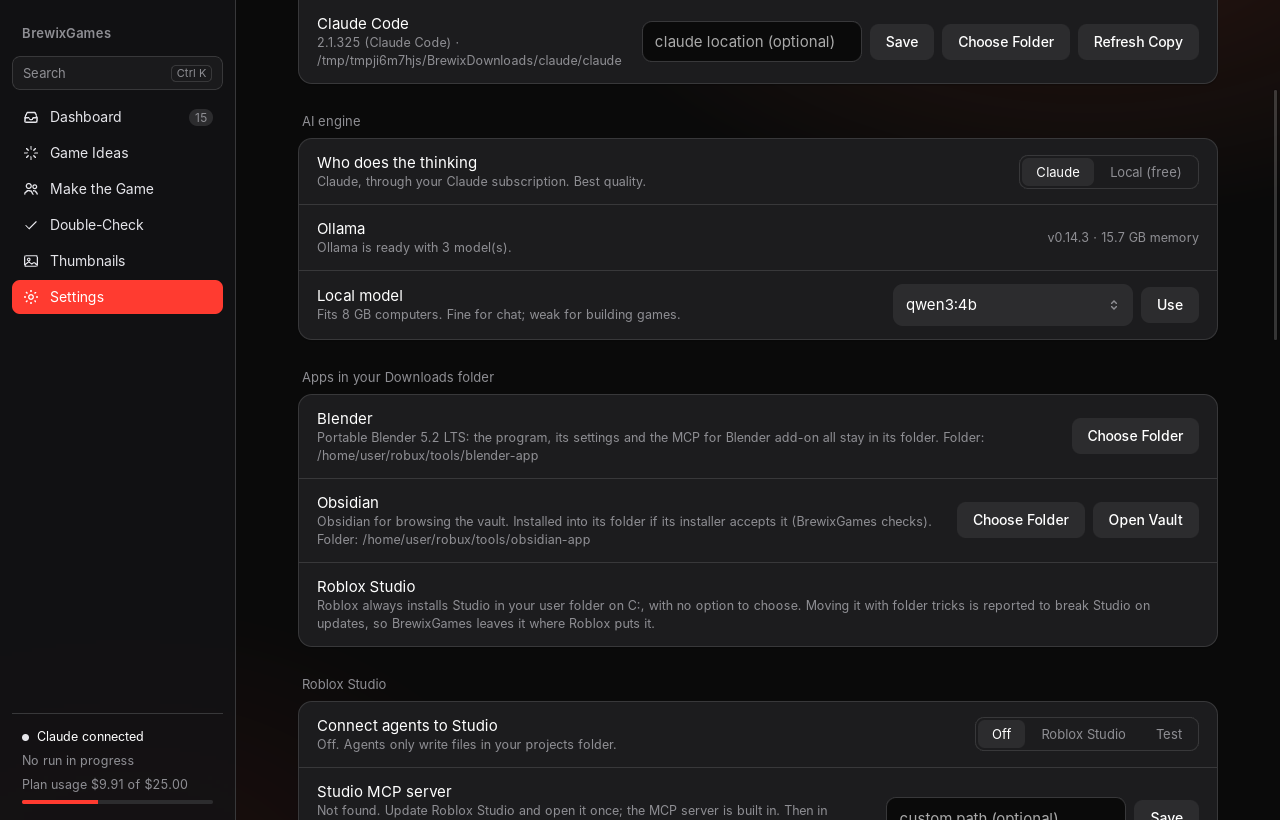 BrewixGames
Search
Ctrl K
Dashboard
15
Game Ideas
Make the Game
Double-Check
Thumbnails
Settings
Claude connected
No run in progress
Plan usage $9.91 of $25.00
Claude Code
2.1.325 (Claude Code) ·
/tmp/tmpji6m7hjs/BrewixDownloads/claude/claude
claude location (optional)
Save
Choose Folder
Refresh Copy
AI engine
Who does the thinking
Claude, through your Claude subscription. Best quality.
Claude
Local (free)
Ollama
Ollama is ready with 3 model(s).
v0.14.3 · 15.7 GB memory
Local model
Fits 8 GB computers. Fine for chat; weak for building games.
qwen3:4b
Use
Apps in your Downloads folder
Blender
Portable Blender 5.2 LTS: the program, its settings and the MCP for Blender add-on all stay in its folder. Folder:
/home/user/robux/tools/blender-app
Choose Folder
Obsidian
Obsidian for browsing the vault. Installed into its folder if its installer accepts it (BrewixGames checks).
Folder: /home/user/robux/tools/obsidian-app
Choose Folder
Open Vault
Roblox Studio
Roblox always installs Studio in your user folder on C:, with no option to choose. Moving it with folder tricks is reported to break Studio on
updates, so BrewixGames leaves it where Roblox puts it.
Roblox Studio
Connect agents to Studio
Off. Agents only write files in your projects folder.
Off
Roblox Studio
Test
Studio MCP server
Not found. Update Roblox Studio and open it once; the MCP server is built in. Then in
custom path (optional)
Save